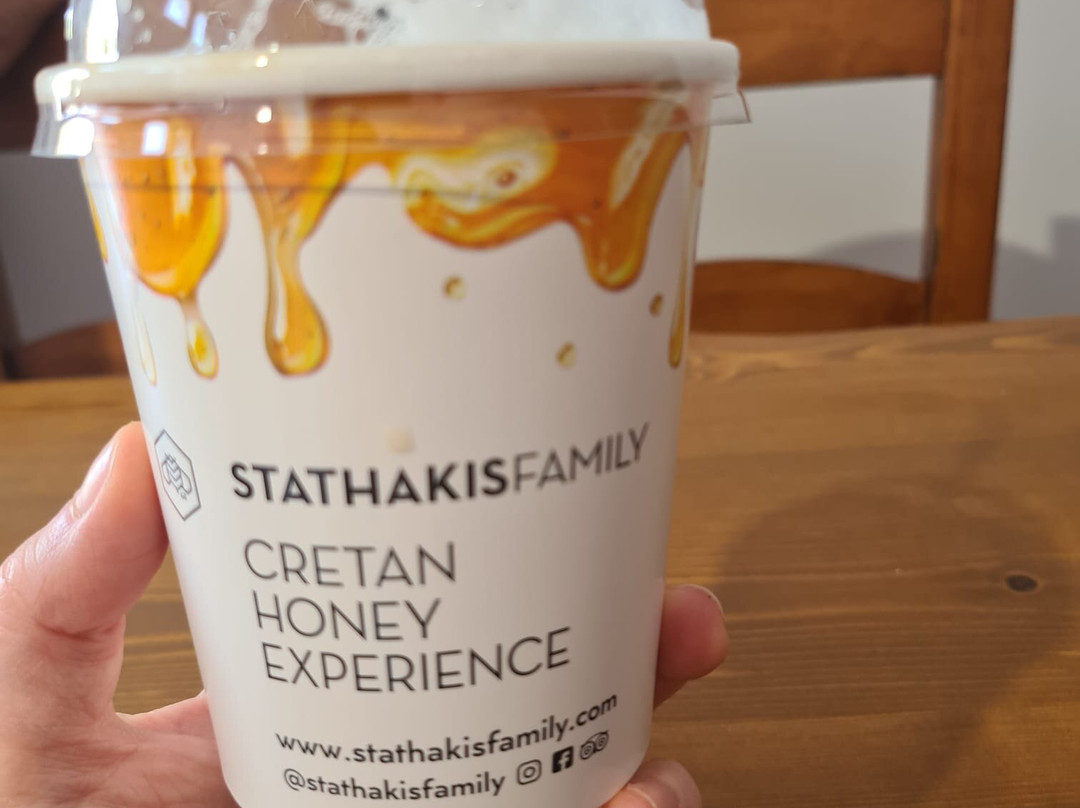 STATHAKISFAMILY
CRETAN
HONEY
EXPERIENCE
www.stathakisfamily.com
@stathakisfamily